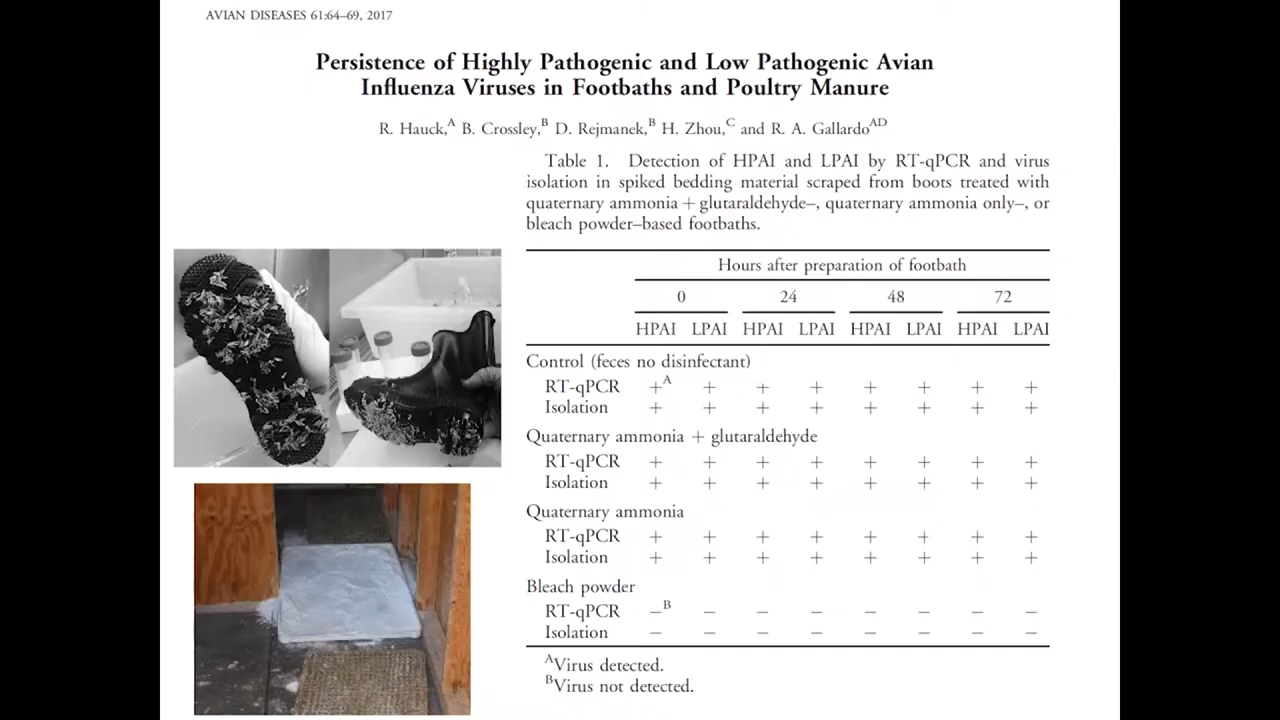 AVIAN DISEASES 61:64–69, 2017
Persistence of Highly Pathogenic and Low Pathogenic Avian
Influenza Viruses in Footbaths and Poultry Manure
R. Hauck,A B. Crossley,B D. Rejmanek,B H. Zhou,C and R. A. GallardoAD
Table 1. Detection of HPAI and LPAI by RT-qPCR and virus
isolation in spiked bedding material scraped from boots treated with
quaternary ammonia + glutaraldehyde–, quaternary ammonia only–, or
bleach powder–based footbaths.
Hours after preparation of footbath
0 24 48 72
HPAI LPAI HPAI LPAI HPAI LPAI HPAI LPAI
Control (feces no disinfectant)
RT-qPCR +A + + + + + + +
Isolation + + + + + + + +
Quaternary ammonia + glutaraldehyde
RT-qPCR + + + + + + + +
Isolation + + + + + + + +
Quaternary ammonia
RT-qPCR + + + + + + + +
Isolation + + + + + + + +
Bleach powder
RT-qPCR −B − − − − − − −
Isolation − − − − − − − −
AVirus detected.
BVirus not detected.